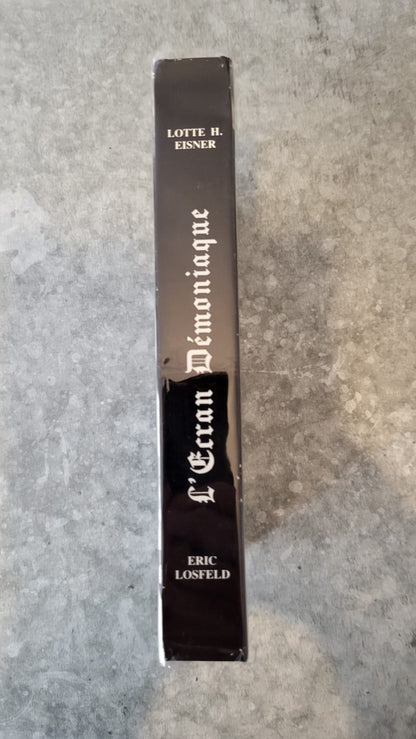 LOTTE H.
EISNER
L'Ecran Démoniaque
ERIC
LOSFELD